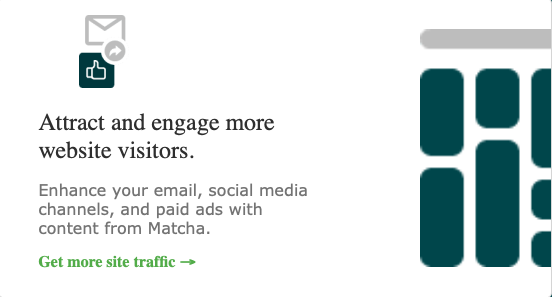 Attract and engage more
website visitors.
Enhance your email, social media
channels, and paid ads with
content from Matcha.
Get more site traffic →